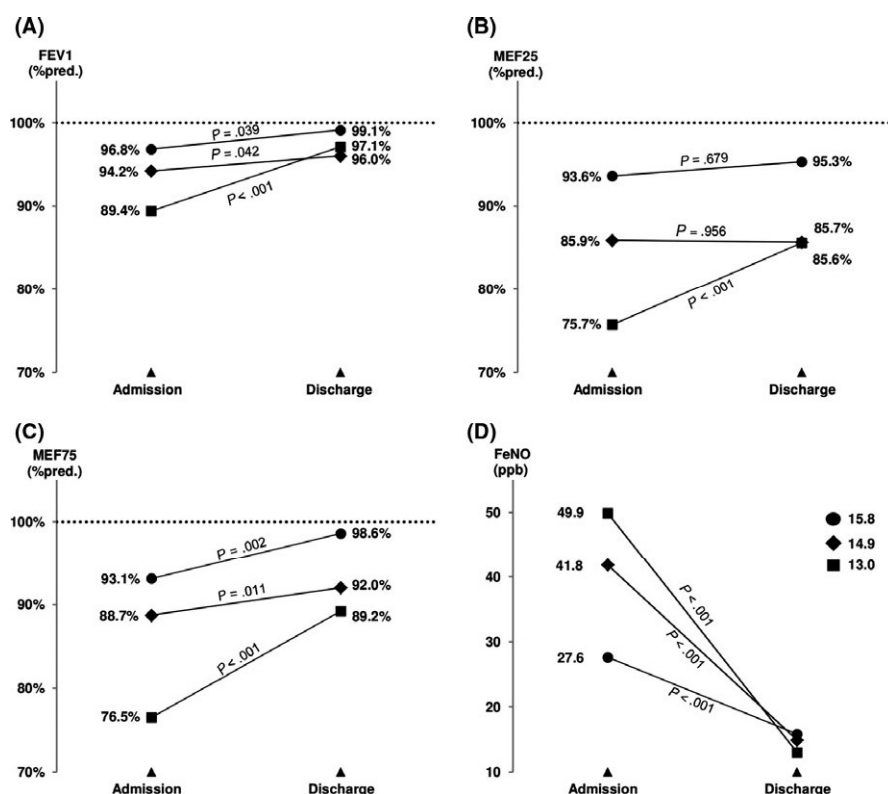 (A)
FEV1
(%pred.)
100%
90%
80%
70%
96.8%
94.2%
89.4%
P = .039
P = .042
P < .001
99.1%
97.1%
96.0%
Admission
Discharge
(B)
MEF25
(%pred.)
100%
90%
80%
70%
93.6%
85.9%
75.7%
P = .679
P = .956
P < .001
95.3%
85.7%
85.6%
Admission
Discharge
(C)
MEF75
(%pred.)
100%
90%
80%
70%
93.1%
88.7%
76.5%
P = .002
P = .011
P < .001
98.6%
92.0%
89.2%
Admission
Discharge
(D)
FeNO
(ppb)
50
40
30
20
10
49.9
41.8
27.6
P < .001
P < .001
P < .001
15.8
14.9
13.0
Admission
Discharge